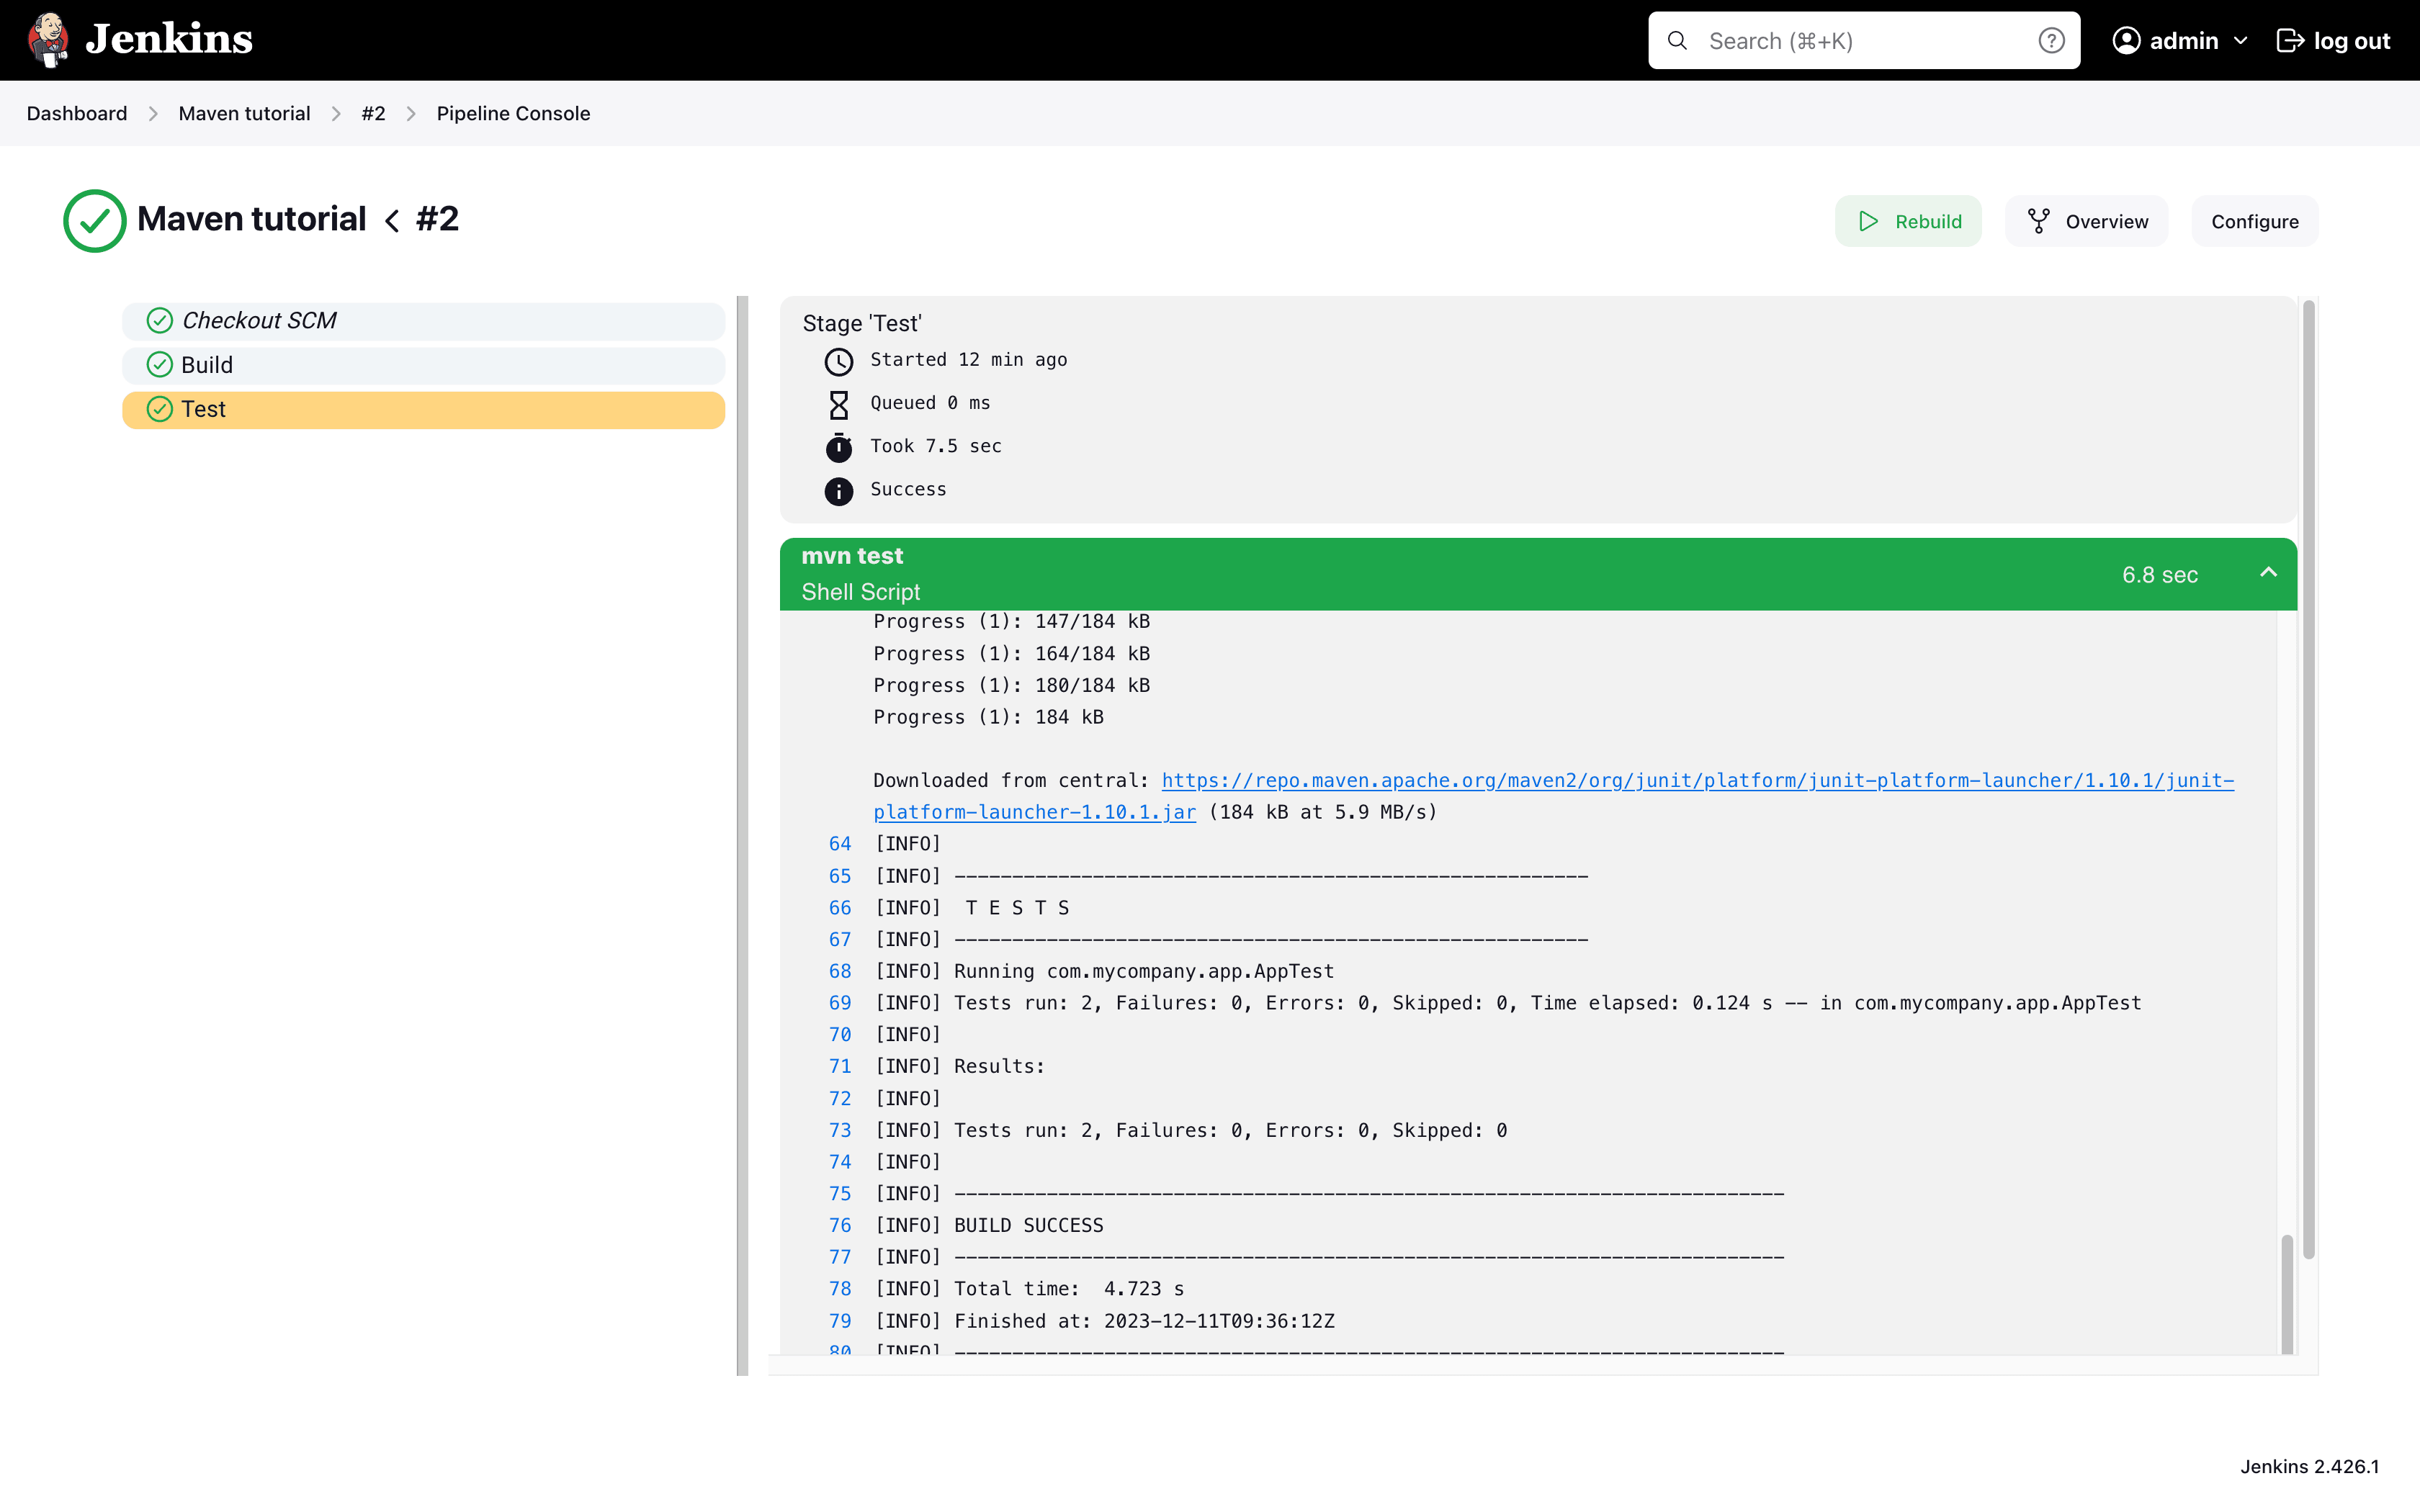 Jenkins
Search (⌘+K)
admin
log out
Dashboard
Maven tutorial
#2
Pipeline Console
Maven tutorial < #2
Rebuild
Overview
Configure
Checkout SCM
Build
Test
Stage 'Test'
Started 12 min ago
Queued 0 ms
Took 7.5 sec
Success
mvn test
Shell Script
6.8 sec
Progress (1): 147/184 kB
Progress (1): 164/184 kB
Progress (1): 180/184 kB
Progress (1): 184 kB
Downloaded from central: https://repo.maven.apache.org/maven2/org/junit/platform/junit-platform-launcher/1.10.1/junit-
platform-launcher-1.10.1.jar (184 kB at 5.9 MB/s)
64 [INFO]
65 [INFO] -------------------------------------------------------
66 [INFO]  T E S T S
67 [INFO] -------------------------------------------------------
68 [INFO] Running com.mycompany.app.AppTest
69 [INFO] Tests run: 2, Failures: 0, Errors: 0, Skipped: 0, Time elapsed: 0.124 s -- in com.mycompany.app.AppTest
70 [INFO]
71 [INFO] Results:
72 [INFO]
73 [INFO] Tests run: 2, Failures: 0, Errors: 0, Skipped: 0
74 [INFO]
75 [INFO] ------------------------------------------------------------------------
76 [INFO] BUILD SUCCESS
77 [INFO] ------------------------------------------------------------------------
78 [INFO] Total time:  4.723 s
79 [INFO] Finished at: 2023-12-11T09:36:12Z
80 [INFO] ------------------------------------------------------------------------
Jenkins 2.426.1